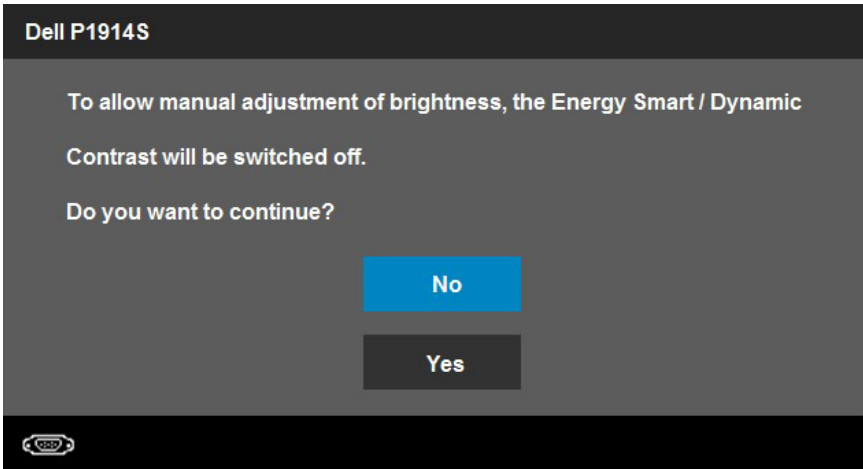 Dell P1914S
To allow manual adjustment of brightness, the Energy Smart / Dynamic
Contrast will be switched off.
Do you want to continue?
No
Yes